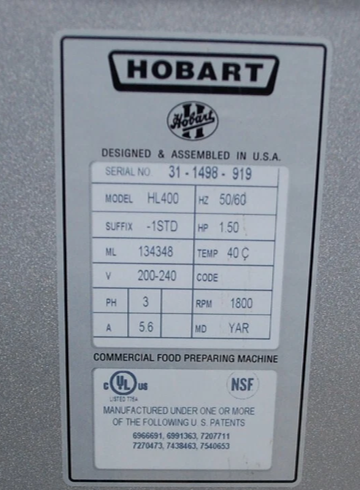 HOBART
Hobart
DESIGNED & ASSEMBLED IN U.S.A.
SERIAL NO. 31-1498-919
MODEL HL400 HZ 50/60
SUFFIX -1STD HP 1.50
ML 134348 TEMP 40 C
V 200-240 CODE
PH 3 RPM 1800
A 5.6 MD YAR
COMMERCIAL FOOD PREPARING MACHINE
C UL US NSF
LISTED 775A
MANUFACTURED UNDER ONE OR MORE
OF THE FOLLOWING U.S. PATENTS
6966691, 6991363, 7207711
7270473, 7438463, 7540653